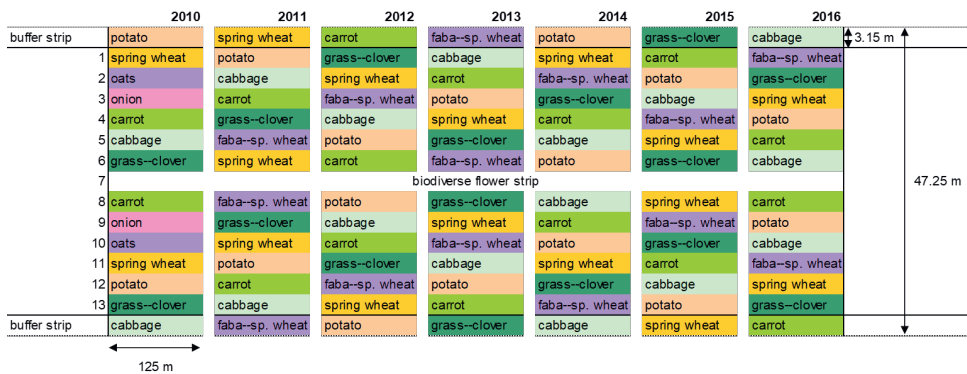 2010 2011 2012 2013 2014 2015 2016
buffer strip potato spring wheat carrot faba--sp. wheat potato grass--clover cabbage 3.15 m
1 spring wheat potato grass--clover cabbage spring wheat carrot faba--sp. wheat
2 oats cabbage spring wheat carrot faba--sp. wheat potato grass--clover
3 onion carrot faba--sp. wheat potato grass--clover cabbage spring wheat
4 carrot grass--clover cabbage spring wheat carrot faba--sp. wheat potato
5 cabbage faba--sp. wheat potato grass--clover cabbage spring wheat carrot
6 grass--clover spring wheat carrot faba--sp. wheat potato grass--clover cabbage
7 biodiverse flower strip 47.25 m
8 carrot faba--sp. wheat potato grass--clover cabbage spring wheat carrot
9 onion grass--clover cabbage spring wheat carrot faba--sp. wheat potato
10 oats spring wheat carrot faba--sp. wheat potato grass--clover cabbage
11 spring wheat potato grass--clover cabbage spring wheat carrot faba--sp. wheat
12 potato carrot faba--sp. wheat potato grass--clover cabbage spring wheat
13 grass--clover cabbage spring wheat carrot faba--sp. wheat potato grass--clover
buffer strip cabbage faba--sp. wheat potato grass--clover cabbage spring wheat carrot
125 m